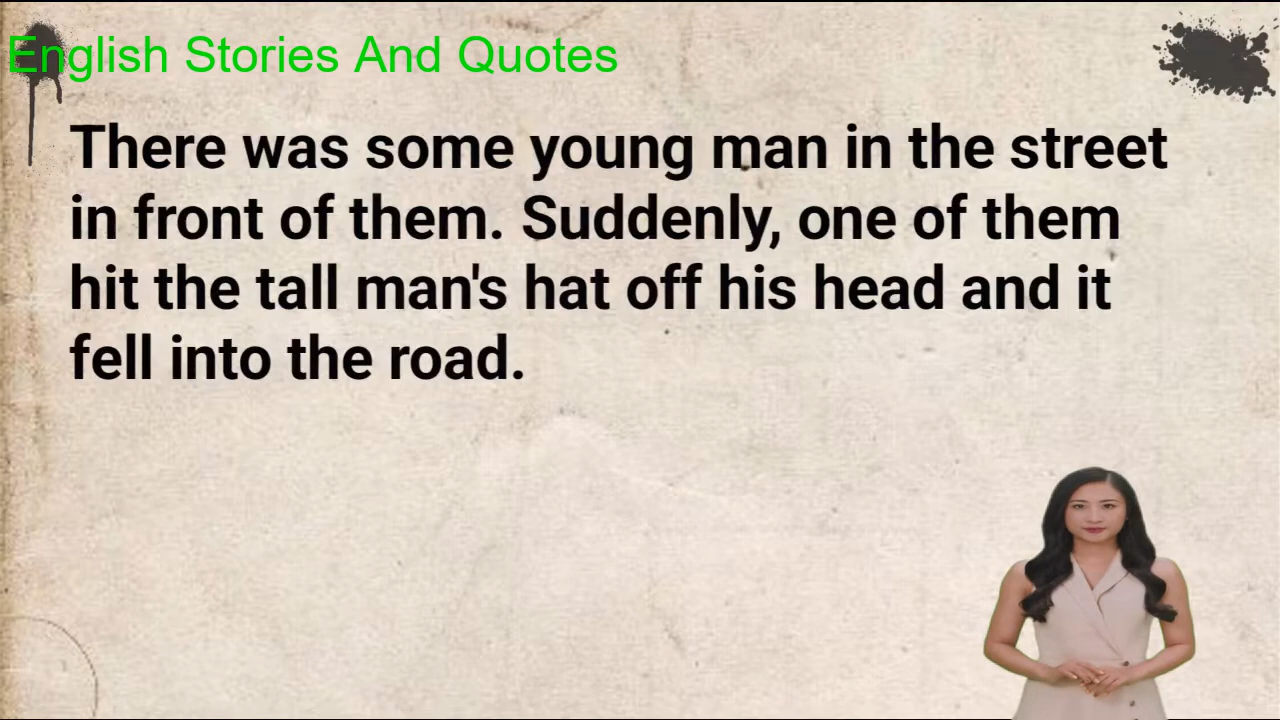 English Stories And Quotes
There was some young man in the street
in front of them. Suddenly, one of them
hit the tall man's hat off his head and it
fell into the road.